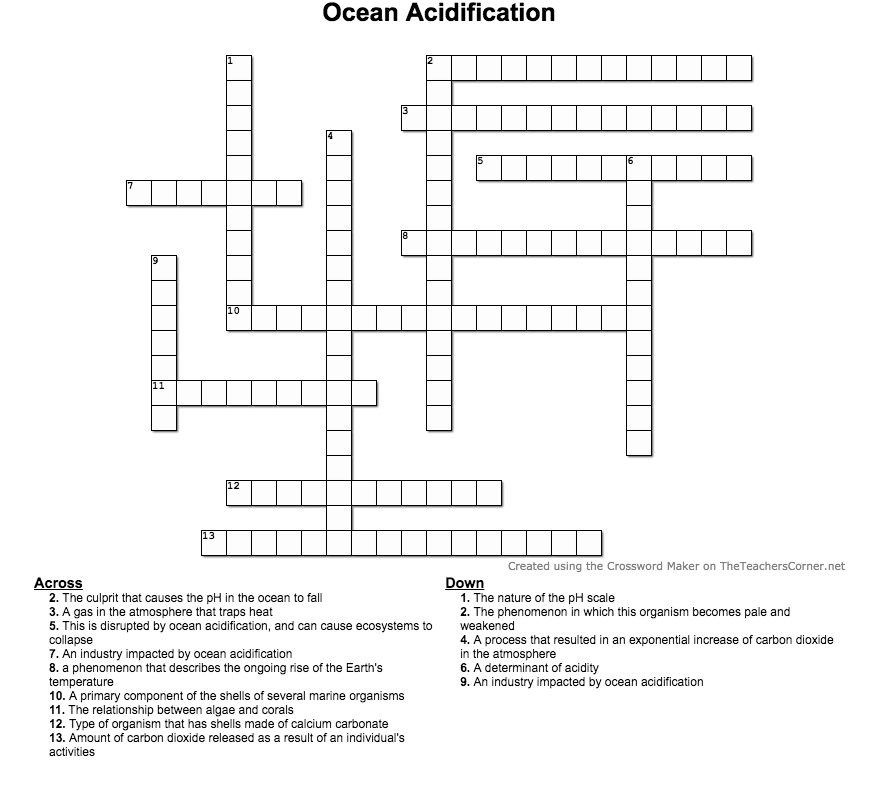 Ocean Acidification
1
2
3
4
5
6
7
8
9
10
11
12
13
Created using the Crossword Maker on TheTeachersCorner.net
Across
2. The culprit that causes the pH in the ocean to fall
3. A gas in the atmosphere that traps heat
5. This is disrupted by ocean acidification, and can cause ecosystems to
collapse
7. An industry impacted by ocean acidification
8. a phenomenon that describes the ongoing rise of the Earth's
temperature
10. A primary component of the shells of several marine organisms
11. The relationship between algae and corals
12. Type of organism that has shells made of calcium carbonate
13. Amount of carbon dioxide released as a result of an individual's
activities
Down
1. The nature of the pH scale
2. The phenomenon in which this organism becomes pale and
weakened
4. A process that resulted in an exponential increase of carbon dioxide
in the atmosphere
6. A determinant of acidity
9. An industry impacted by ocean acidification